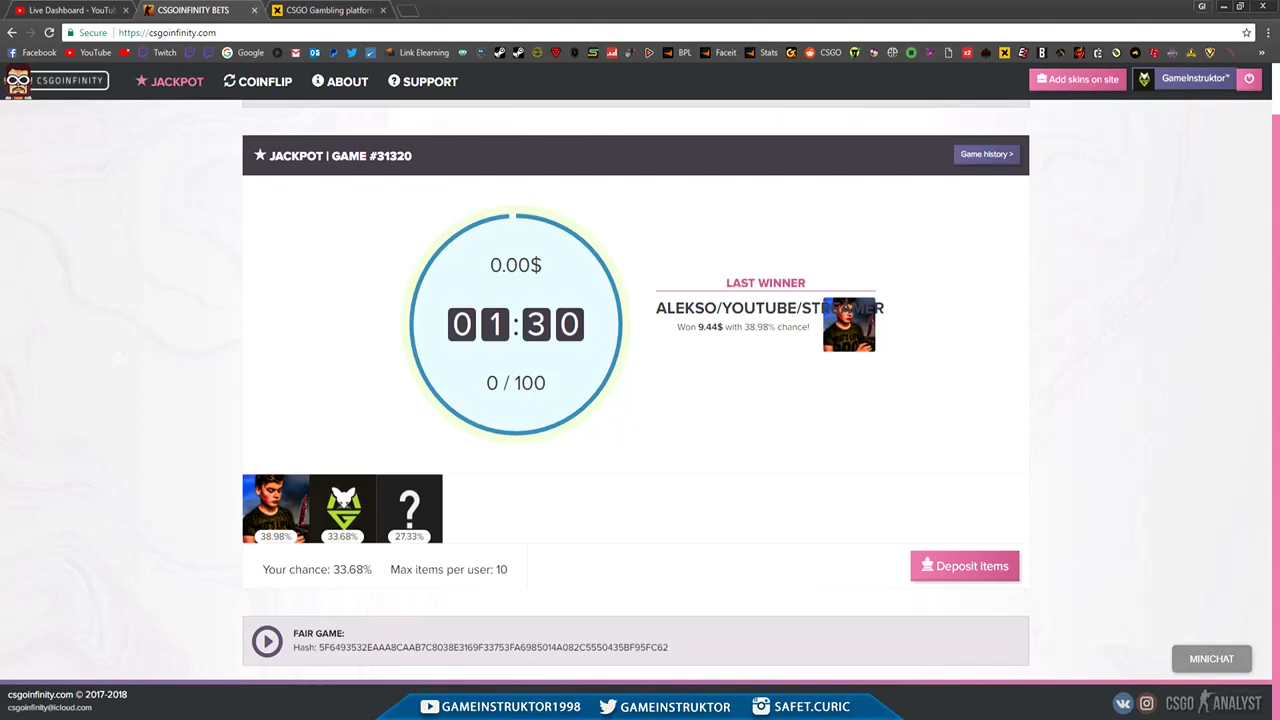 Live Dashboard - YouTub
CSGOINFINITY BETS
CSGO Gambling platform
GI
Secure
https://csgoinfinity.com
Facebook
YouTube
Twitch
Google
Link Elearning
BPL
Faceit
Stats
CSGO
CSGOINFINITY
JACKPOT
COINFLIP
ABOUT
SUPPORT
Add skins on site
GameInstruktor™
JACKPOT | GAME #31320
Game history >
0.00$
01:30
0 / 100
LAST WINNER
ALEKSO/YOUTUBE/STREAMER
Won 9.44$ with 38.98% chance!
38.98%
33.68%
27.33%
Your chance: 33.68%
Max items per user: 10
Deposit items
FAIR GAME:
Hash: 5F6493532EAAA8CAAB7C8038E3169F33753FA6985014A082C5550435BF95FC62
MINICHAT
csgoinfinity.com © 2017-2018
csgoinfinity@icloud.com
GAMEINSTRUKTOR1998
GAMEINSTRUKTOR
SAFET.CURIC
CSGO ANALYST